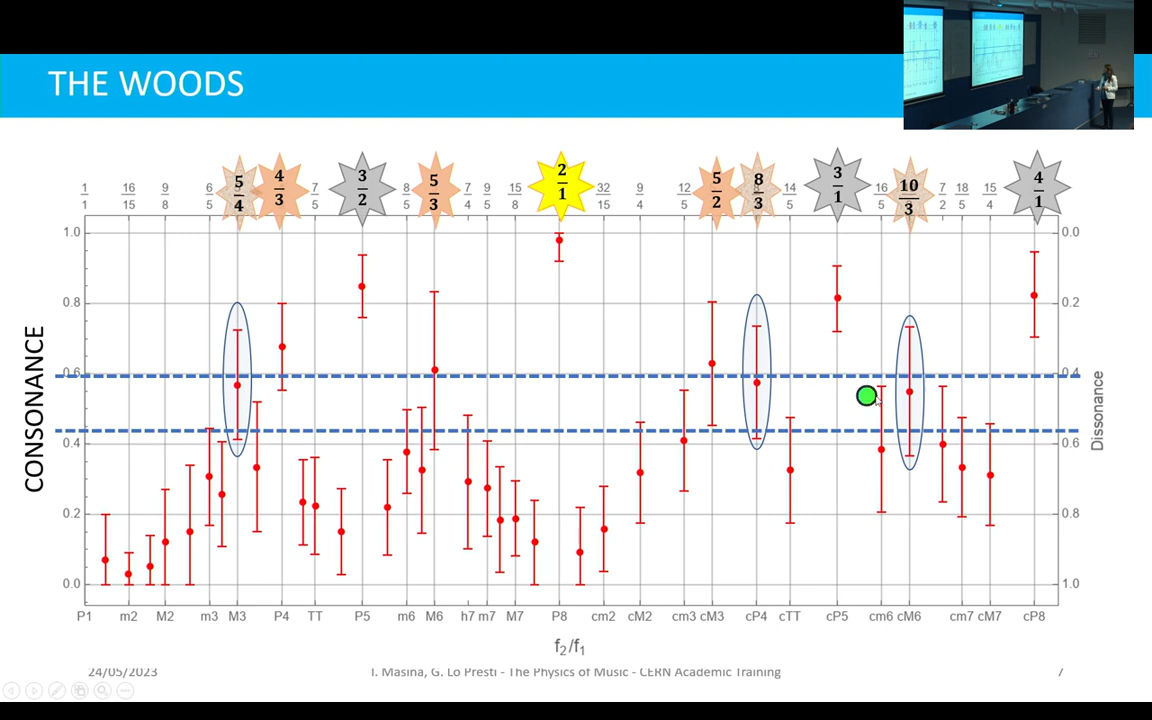 THE WOODS
5/4 4/3 3/2 5/3 2/1 5/2 8/3 3/1 10/3 4/1
1/1 16/15 9/8 6/5 7/5 8/5 7/4 9/5 15/8 32/15 9/4 12/5 14/5 16/5 7/2 18/5 15/4
CONSONANCE
1.0
0.8
0.6
0.4
0.2
0.0
0.0
0.2
0.4
0.6
0.8
1.0
Dissonance
P1 m2 M2 m3 M3 P4 TT P5 m6 M6 h7 m7 M7 P8 cm2 cM2 cm3 cM3 cP4 cTT cP5 cm6 cM6 cm7 cM7 cP8
f₂/f₁
24/05/2023
I. Masina, G. Lo Presti - The Physics of Music - CERN Academic Training
7